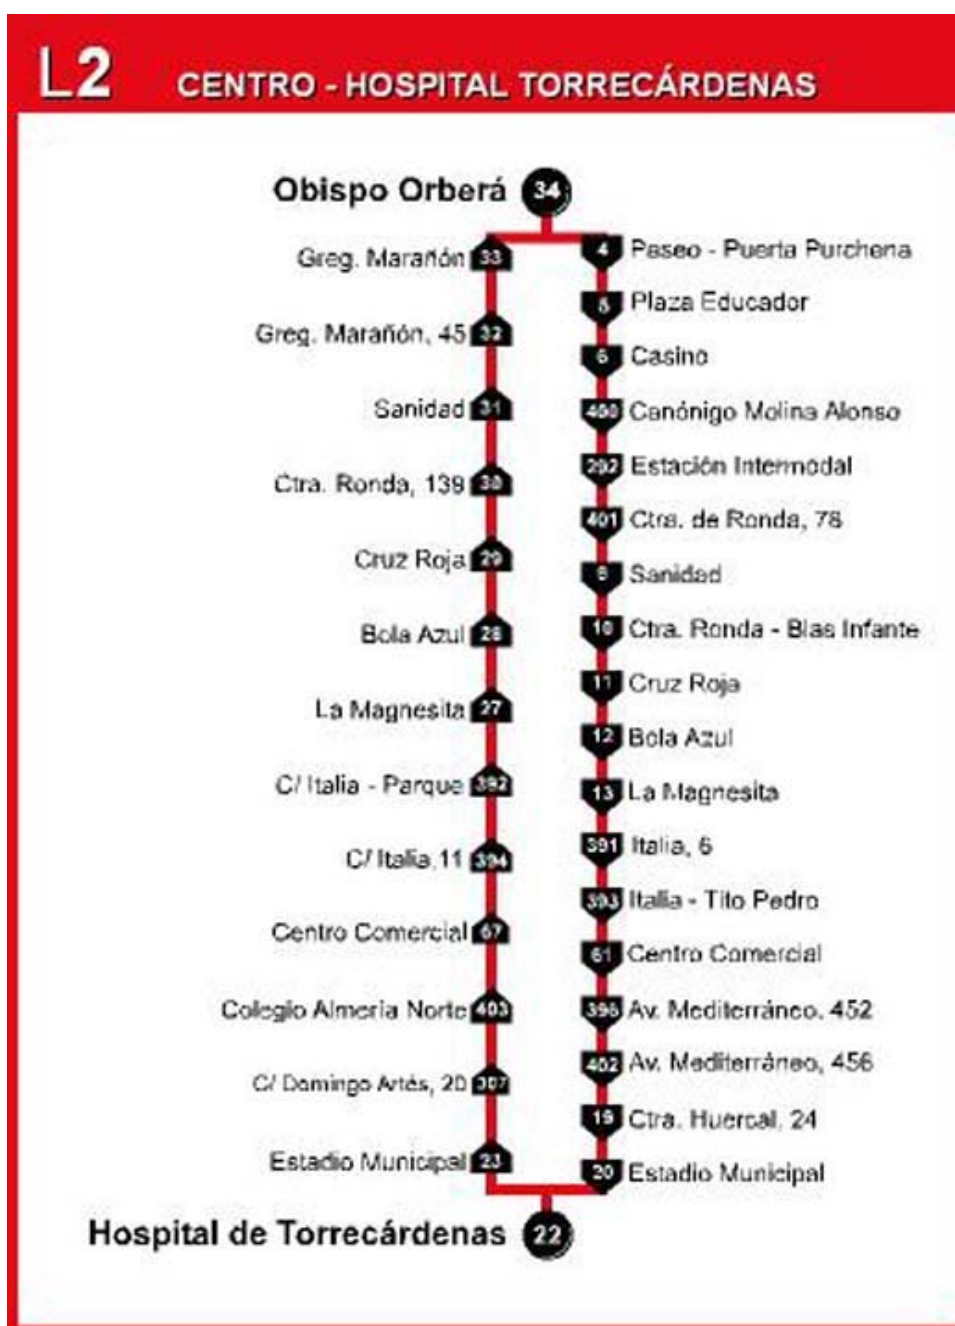 L2 CENTRO - HOSPITAL TORRECÁRDENAS
Obispo Orberá 34
Greg. Marañón 33
Greg. Marañón, 45 32
Sanidad 31
Ctra. Ronda, 139 30
Cruz Roja 29
Bola Azul 28
La Magnesita 27
C/ Italia - Parque 392
C/ Italia, 11 394
Centro Comercial 67
Colegio Almería Norte 403
C/ Domingo Artés, 20 397
Estadio Municipal 23
4 Paseo - Puerta Purchena
5 Plaza Educador
6 Casino
Canónigo Molina Alonso
292 Estación Intermodal
401 Ctra. de Ronda, 78
Sanidad
10 Ctra. Ronda - Blas Infante
11 Cruz Roja
12 Bola Azul
13 La Magnesita
391 Italia, 6
393 Italia - Tito Pedro
61 Centro Comercial
Av. Mediterráneo, 452
402 Av. Mediterráneo, 456
19 Ctra. Huercal, 24
20 Estadio Municipal
Hospital de Torrecárdenas 22